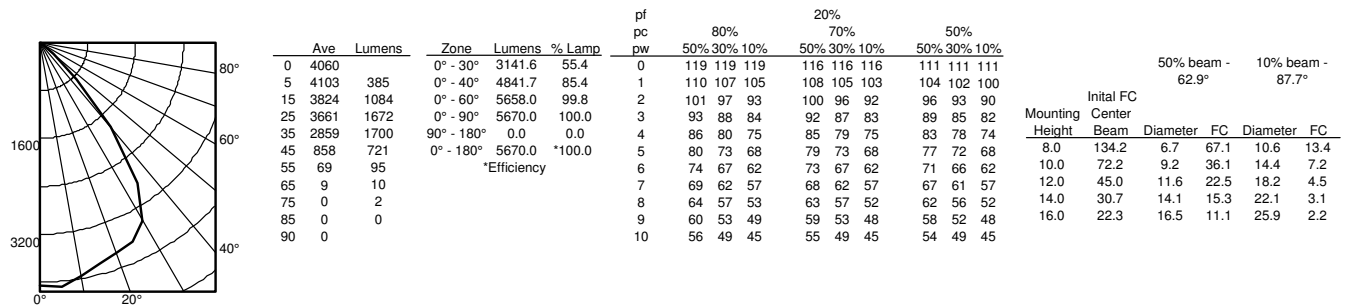 80°
60°
40°
20°
0°
1600
3200
Ave Lumens
0 4060
5 4103 385
15 3824 1084
25 3661 1672
35 2859 1700
45 858 721
55 69 95
65 9 10
75 0 2
85 0 0
90 0
Zone Lumens % Lamp
0° - 30° 3141.6 55.4
0° - 40° 4841.7 85.4
0° - 60° 5658.0 99.8
0° - 90° 5670.0 100.0
90° - 180° 0.0 0.0
0° - 180° 5670.0 *100.0
*Efficiency
pf 20%
pc 80% 70% 50%
pw 50% 30% 10% 50% 30% 10% 50% 30% 10%
0 119 119 119 116 116 116 111 111 111
1 110 107 105 108 105 103 104 102 100
2 101 97 93 100 96 92 96 93 90
3 93 88 84 92 87 83 89 85 82
4 86 80 75 85 79 75 83 78 74
5 80 73 68 79 73 68 77 72 68
6 74 67 62 73 67 62 71 66 62
7 69 62 57 68 62 57 67 61 57
8 64 57 53 63 57 52 62 56 52
9 60 53 49 59 53 48 58 52 48
10 56 49 45 55 49 45 54 49 45
50% beam - 10% beam -
62.9° 87.7°
Inital FC
Mounting Center
Height Beam Diameter FC Diameter FC
8.0 134.2 6.7 67.1 10.6 13.4
10.0 72.2 9.2 36.1 14.4 7.2
12.0 45.0 11.6 22.5 18.2 4.5
14.0 30.7 14.1 15.3 22.1 3.1
16.0 22.3 16.5 11.1 25.9 2.2